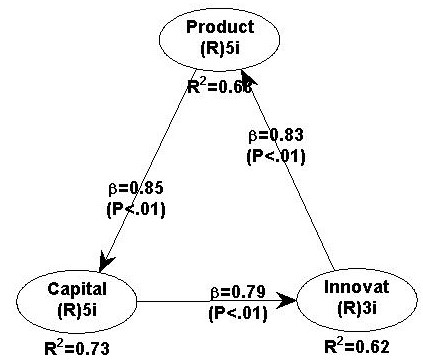 Product
(R)5i
R²=0.68
β=0.83
(P<.01)
β=0.85
(P<.01)
Capital
(R)5i
β=0.79
(P<.01)
Innovat
(R)3i
R²=0.73
R²=0.62